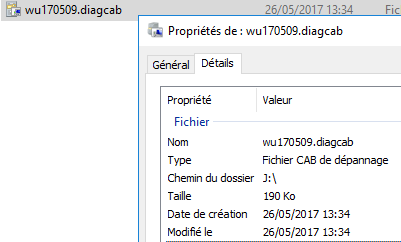 wu170509.diagcab 26/05/2017 13:34 Fic
Propriétés de : wu170509.diagcab
Général Détails
Propriété Valeur
Fichier
Nom wu170509.diagcab
Type Fichier CAB de dépannage
Chemin du dossier J:\
Taille 190 Ko
Date de création 26/05/2017 13:34
Modifié le 26/05/2017 13:34